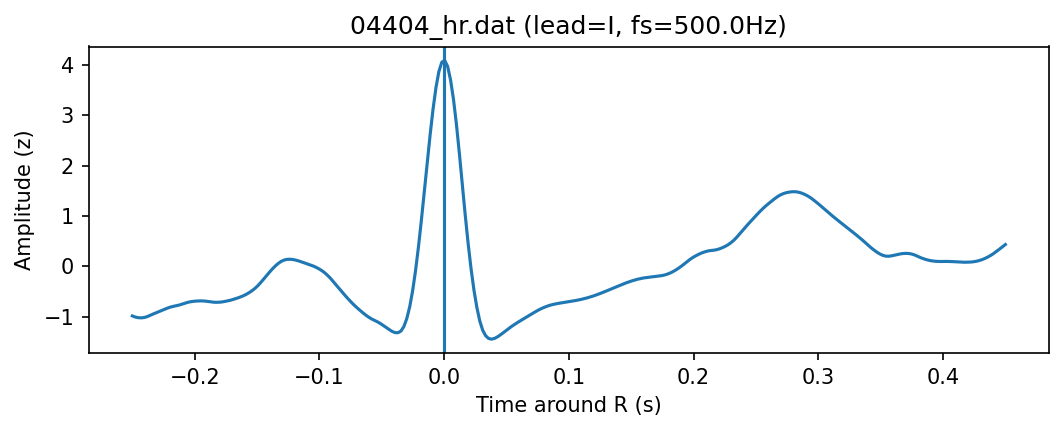 04404_hr.dat (lead=I, fs=500.0Hz)
Amplitude (z)
4
3
2
1
0
−1
−0.2 −0.1 0.0 0.1 0.2 0.3 0.4
Time around R (s)